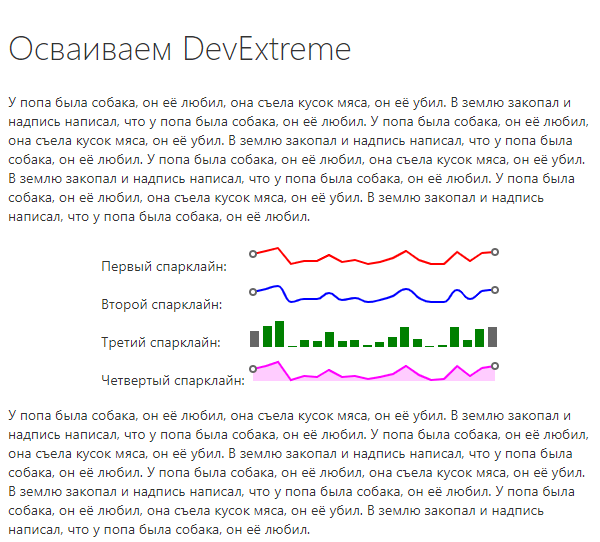 Осваиваем DevExtreme
У попа была собака, он её любил, она съела кусок мяса, он её убил. В землю закопал и
надпись написал, что у попа была собака, он её любил. У попа была собака, он её любил,
она съела кусок мяса, он её убил. В землю закопал и надпись написал, что у попа была
собака, он её любил. У попа была собака, он её любил, она съела кусок мяса, он её убил.
В землю закопал и надпись написал, что у попа была собака, он её любил. У попа была
собака, он её любил, она съела кусок мяса, он её убил. В землю закопал и надпись
написал, что у попа была собака, он её любил.
Первый спарклайн:
Второй спарклайн:
Третий спарклайн:
Четвертый спарклайн:
У попа была собака, он её любил, она съела кусок мяса, он её убил. В землю закопал и
надпись написал, что у попа была собака, он её любил. У попа была собака, он её любил,
она съела кусок мяса, он её убил. В землю закопал и надпись написал, что у попа была
собака, он её любил. У попа была собака, он её любил, она съела кусок мяса, он её убил.
В землю закопал и надпись написал, что у попа была собака, он её любил. У попа была
собака, он её любил, она съела кусок мяса, он её убил. В землю закопал и надпись
написал, что у попа была собака, он её любил.